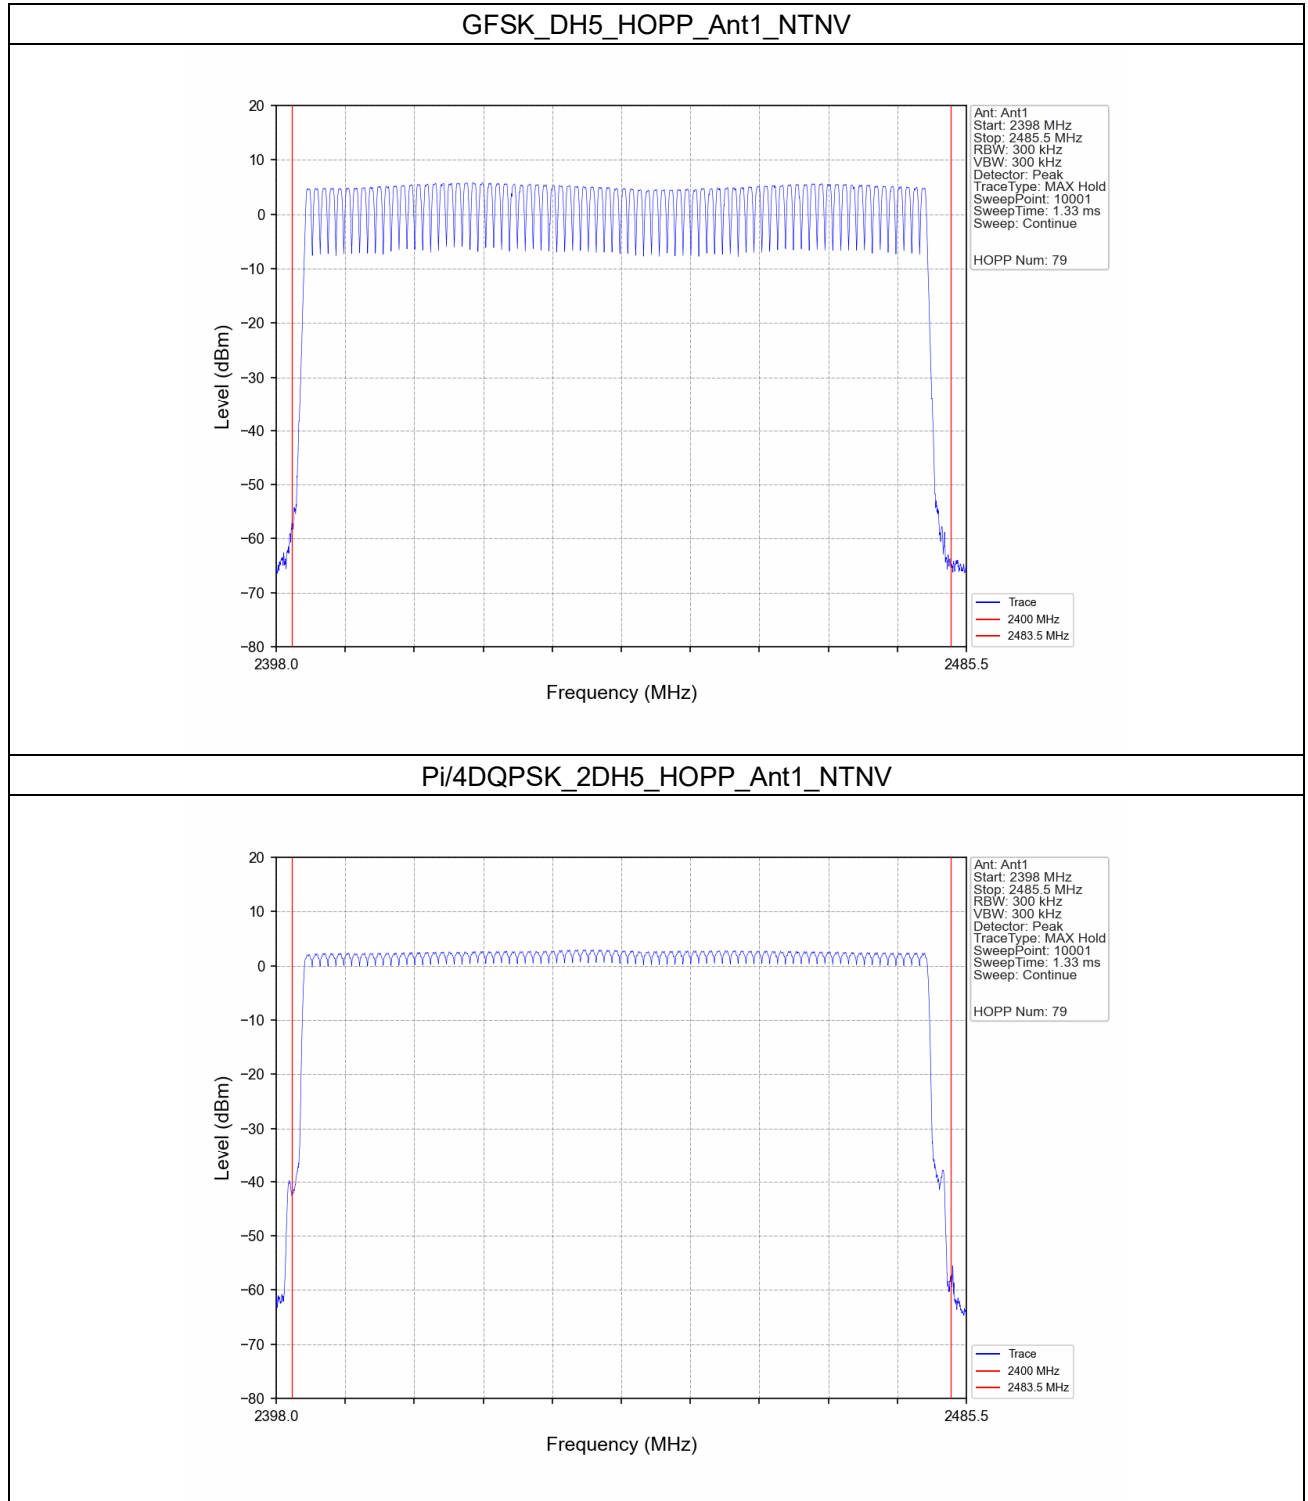 GFSK_DH5_HOPP_Ant1_NTNV
20
10
0
−10
−20
−30
−40
−50
−60
−70
−80
Level (dBm)
2398.0
2485.5
Frequency (MHz)
Ant: Ant1
Start: 2398 MHz
Stop: 2485.5 MHz
RBW: 300 kHz
VBW: 300 kHz
Detector: Peak
TraceType: MAX Hold
SweepPoint: 10001
SweepTime: 1.33 ms
Sweep: Continue
HOPP Num: 79
Trace
2400 MHz
2483.5 MHz
Pi/4DQPSK_2DH5_HOPP_Ant1_NTNV
20
10
0
−10
−20
−30
−40
−50
−60
−70
−80
Level (dBm)
2398.0
2485.5
Frequency (MHz)
Ant: Ant1
Start: 2398 MHz
Stop: 2485.5 MHz
RBW: 300 kHz
VBW: 300 kHz
Detector: Peak
TraceType: MAX Hold
SweepPoint: 10001
SweepTime: 1.33 ms
Sweep: Continue
HOPP Num: 79
Trace
2400 MHz
2483.5 MHz